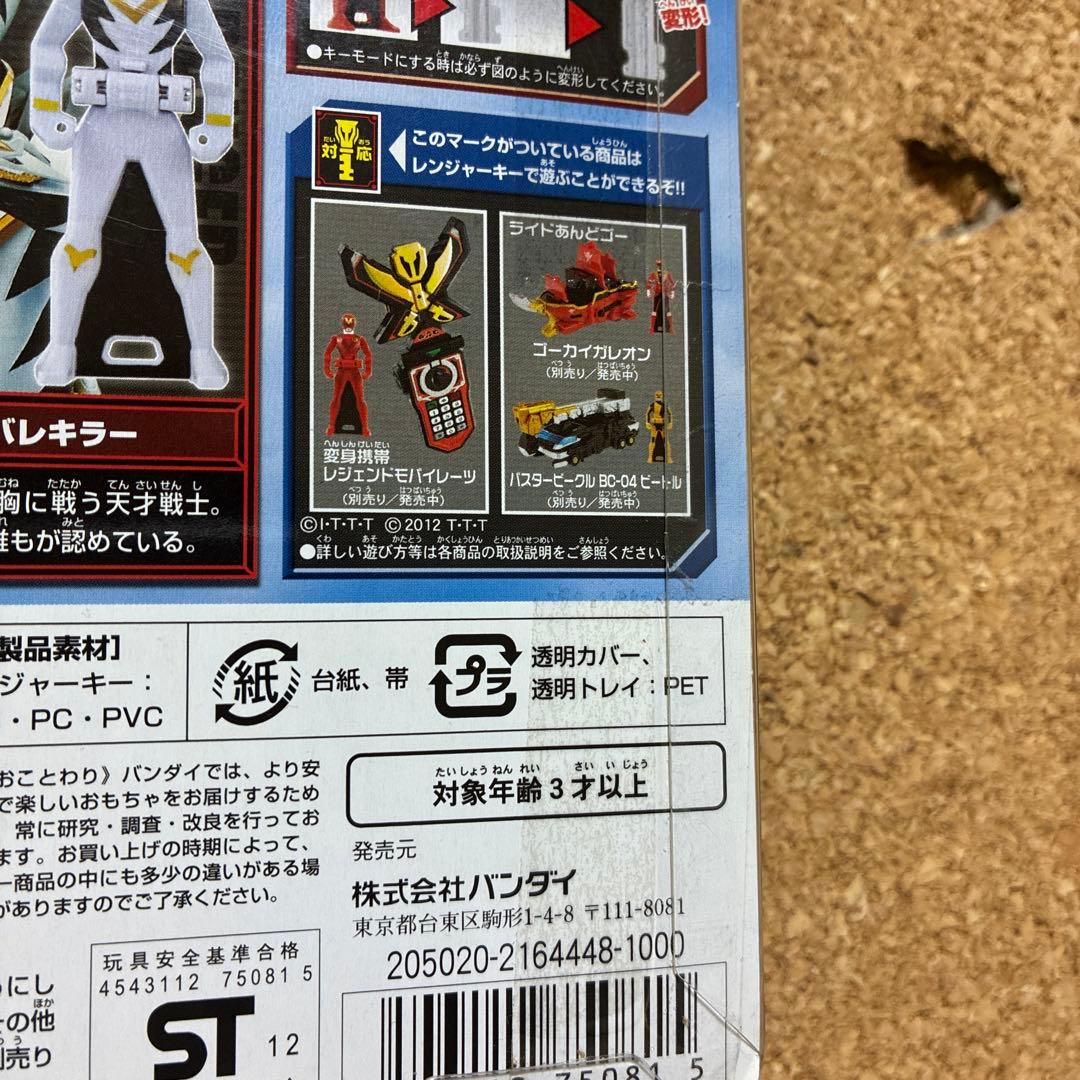 変形!
●キーモードにする時は必ず図のように変形してください。
対応
このマークがついている商品は
レンジャーキーで遊ぶことができるぞ!!
ライドあんどゴー
ゴーカイガレオン
(別売り/発売中)
変身携帯
レジェンドモバイレーツ
(別売り/発売中)
バスタービークル BC-04 ビートル
(別売り/発売中)
©I・T・T・T ©2012 T・T・T
●詳しい遊び方等は各商品の取扱説明をご参照ください。
バレキラー
胸に戦う天才戦士。
誰もが認めている。
製品素材]
ジャーキー:
・PC・PVC
紙
台紙、帯
プラ
透明カバー、
透明トレイ:PET
おことわり》バンダイでは、より安
で楽しいおもちゃをお届けするため
常に研究・調査・改良を行ってお
ます。お買い上げの時期によって、
一商品の中にも多少の違いがある場
がありますのでご了承ください。
対象年齢3才以上
発売元
株式会社バンダイ
東京都台東区駒形1-4-8 〒111-8081
205020-2164448-1000
玩具安全基準合格
4543112 75081 5
ST 12
にし
その他
別売り
75081 5